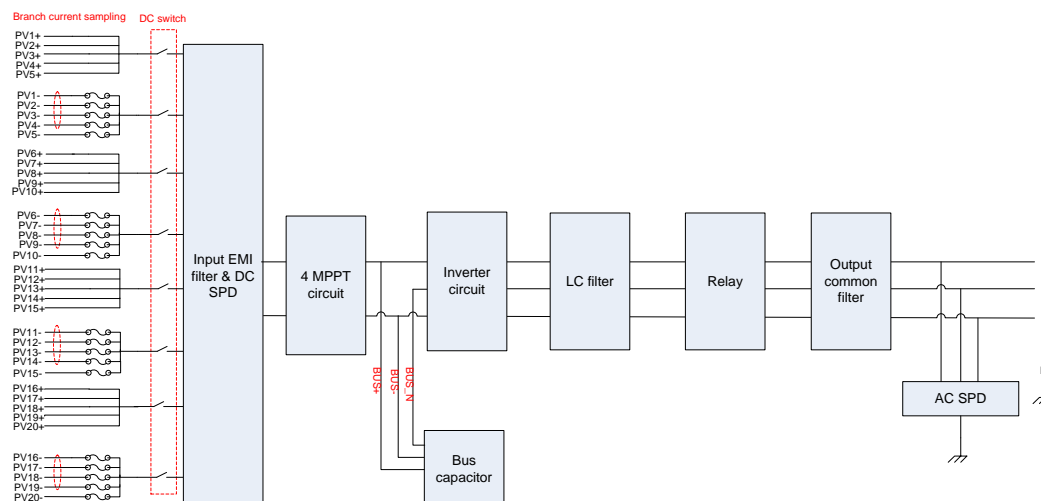 Branch current sampling
DC switch
PV1+
PV2+
PV3+
PV4+
PV5+
PV1-
PV2-
PV3-
PV4-
PV5-
PV6+
PV7+
PV8+
PV9+
PV10+
PV6-
PV7-
PV8-
PV9-
PV10-
PV11+
PV12+
PV13+
PV14+
PV15+
PV11-
PV12-
PV13-
PV14-
PV15-
PV16+
PV17+
PV18+
PV19+
PV20+
PV16-
PV17-
PV18-
PV19-
PV20-
Input EMI
filter & DC
SPD
4 MPPT
circuit
BUS+
BUS-
BUS_N
Inverter
circuit
Bus
capacitor
LC filter
Relay
Output
common
filter
AC SPD